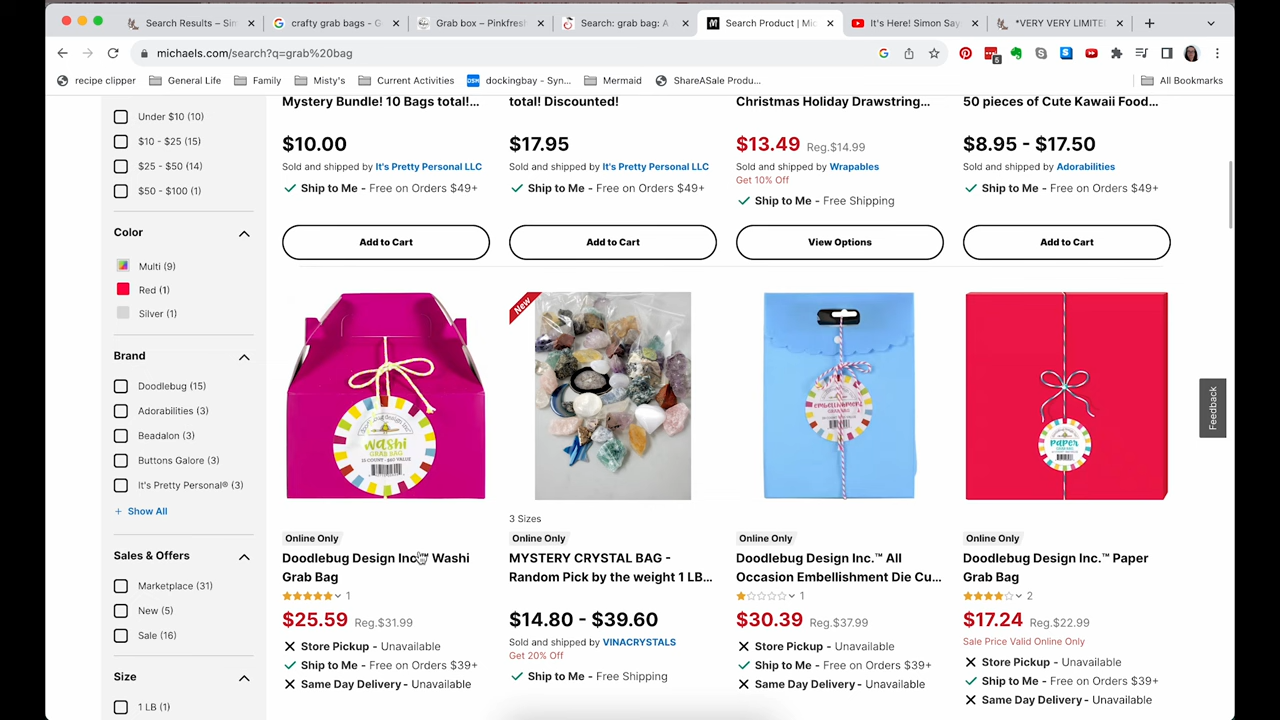 Search Results – Sin
crafty grab bags - G
Grab box – Pinkfresh
Search: grab bag: A
Search Product | Mic
It's Here! Simon Say
*VERY VERY LIMITE
michaels.com/search?q=grab%20bag
5
recipe clipper
General Life
Family
Misty's
Current Activities
DSM
dockingbay - Syn...
Mermaid
ShareASale Produ...
All Bookmarks
Under $10 (10)
$10 - $25 (15)
$25 - $50 (14)
$50 - $100 (1)
Color
Multi (9)
Red (1)
Silver (1)
Brand
Doodlebug (15)
Adorabilities (3)
Beadalon (3)
Buttons Galore (3)
It's Pretty Personal® (3)
+ Show All
Sales & Offers
Marketplace (31)
New (5)
Sale (16)
Size
1 LB (1)
Mystery Bundle! 10 Bags total!...
$10.00
Sold and shipped by It's Pretty Personal LLC
Ship to Me - Free on Orders $49+
Add to Cart
total! Discounted!
$17.95
Sold and shipped by It's Pretty Personal LLC
Ship to Me - Free on Orders $49+
Add to Cart
Christmas Holiday Drawstring...
$13.49 Reg.$14.99
Sold and shipped by Wrapables
Get 10% Off
Ship to Me - Free Shipping
View Options
50 pieces of Cute Kawaii Food...
$8.95 - $17.50
Sold and shipped by Adorabilities
Ship to Me - Free on Orders $49+
Add to Cart
washi
GRAB BAG
Online Only
Doodlebug Design Inc.™ Washi
Grab Bag
1
$25.59 Reg.$31.99
Store Pickup - Unavailable
Ship to Me - Free on Orders $39+
Same Day Delivery - Unavailable
New
3 Sizes
Online Only
MYSTERY CRYSTAL BAG -
Random Pick by the weight 1 LB...
$14.80 - $39.60
Sold and shipped by VINACRYSTALS
Get 20% Off
Ship to Me - Free Shipping
embellishment
GRAB BAG
Online Only
Doodlebug Design Inc.™ All
Occasion Embellishment Die Cu...
1
$30.39 Reg.$37.99
Store Pickup - Unavailable
Ship to Me - Free on Orders $39+
Same Day Delivery - Unavailable
paper
GRAB BAG
Online Only
Doodlebug Design Inc.™ Paper
Grab Bag
2
$17.24 Reg.$22.99
Sale Price Valid Online Only
Store Pickup - Unavailable
Ship to Me - Free on Orders $39+
Same Day Delivery - Unavailable
Feedback